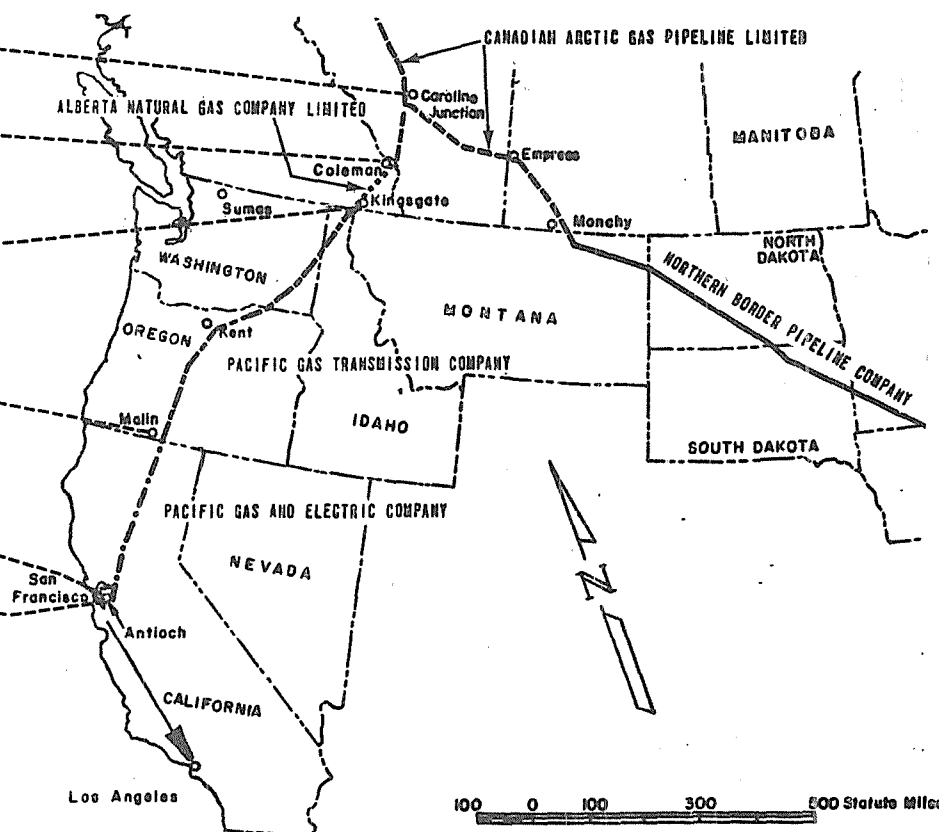 CANADIAN ARCTIC GAS PIPELINE LIMITED
Caroline
Junction
ALBERTA NATURAL GAS COMPANY LIMITED
MANITOBA
Empress
Coleman
Kingsgate
Sumas
Monchy
NORTH
DAKOTA
WASHINGTON
NORTHERN BORDER PIPELINE COMPANY
MONTANA
OREGON
Kent
PACIFIC GAS TRANSMISSION COMPANY
Malin
IDAHO
SOUTH DAKOTA
PACIFIC GAS AND ELECTRIC COMPANY
NEVADA
San
Francisco
N
Antioch
CALIFORNIA
Los Angeles
100 0 100 300 500 Statute Miles